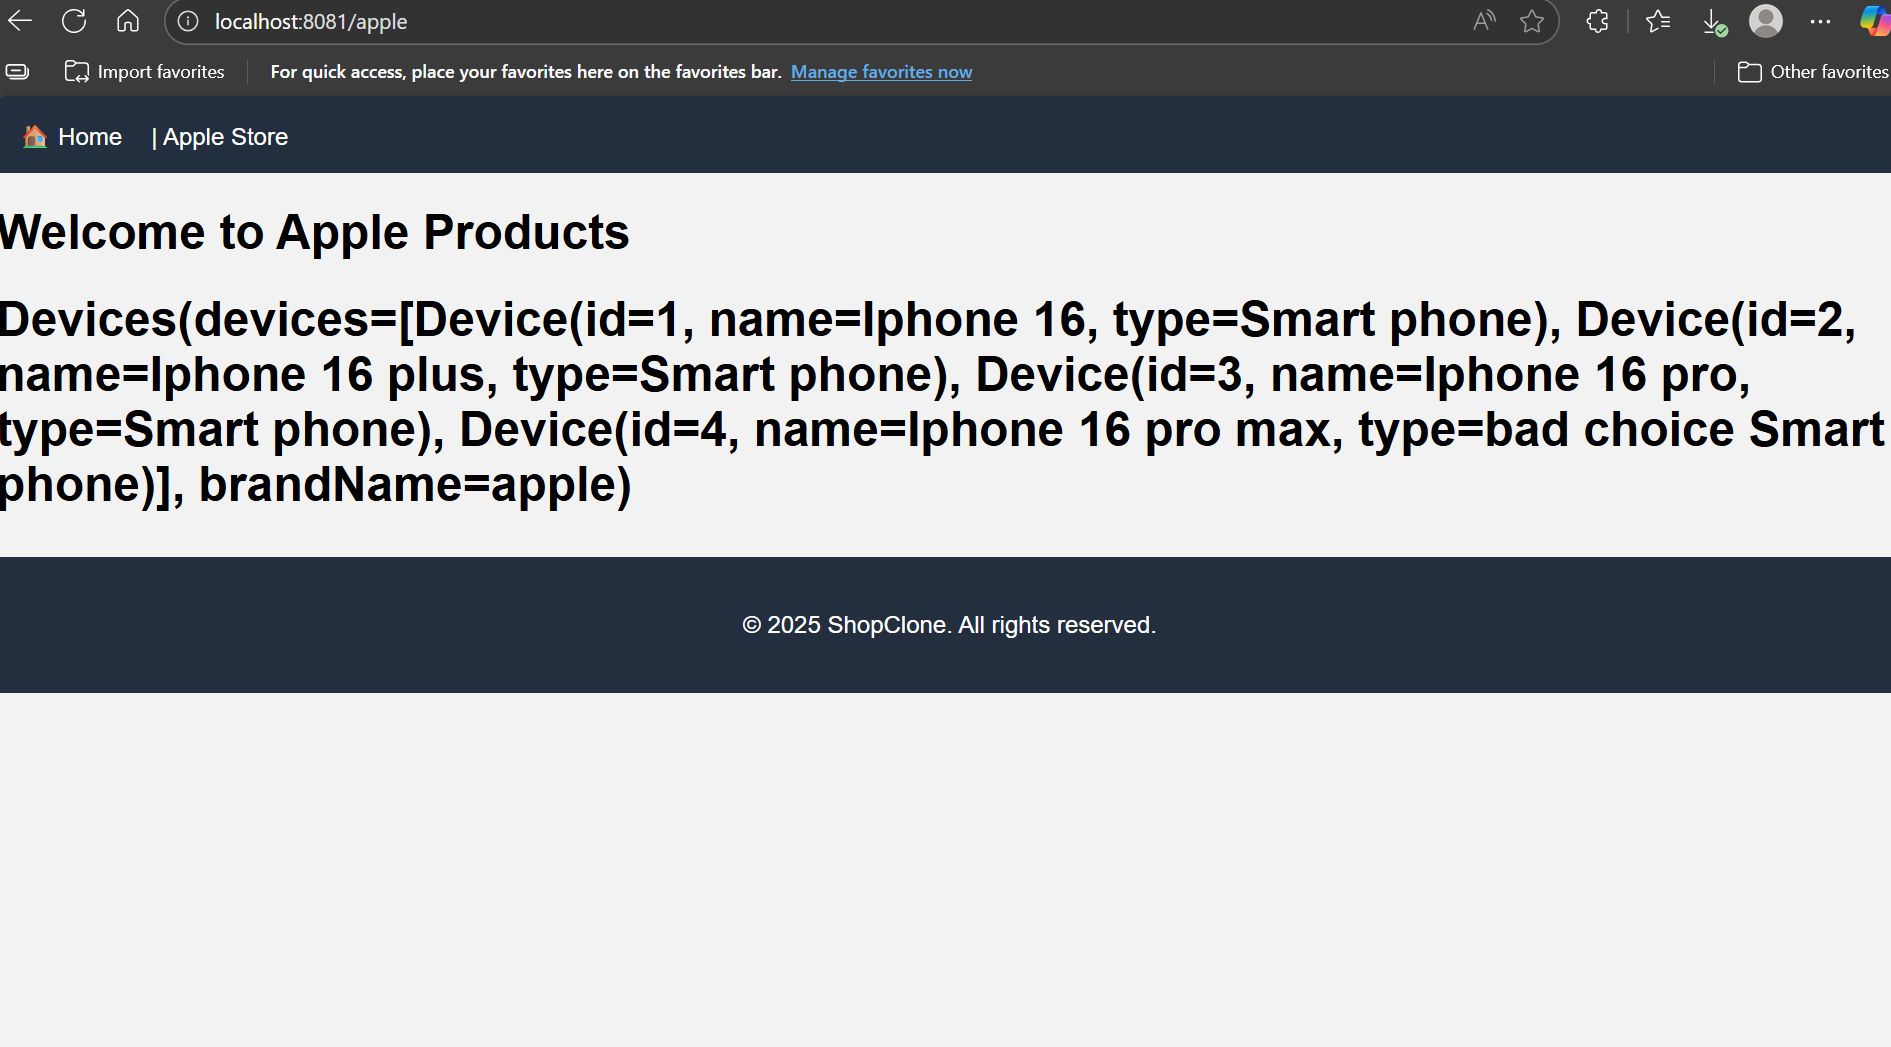 localhost:8081/apple
Import favorites For quick access, place your favorites here on the favorites bar. Manage favorites now Other favorites
Home | Apple Store
Welcome to Apple Products
Devices(devices=[Device(id=1, name=Iphone 16, type=Smart phone), Device(id=2,
name=Iphone 16 plus, type=Smart phone), Device(id=3, name=Iphone 16 pro,
type=Smart phone), Device(id=4, name=Iphone 16 pro max, type=bad choice Smart
phone)], brandName=apple)
© 2025 ShopClone. All rights reserved.